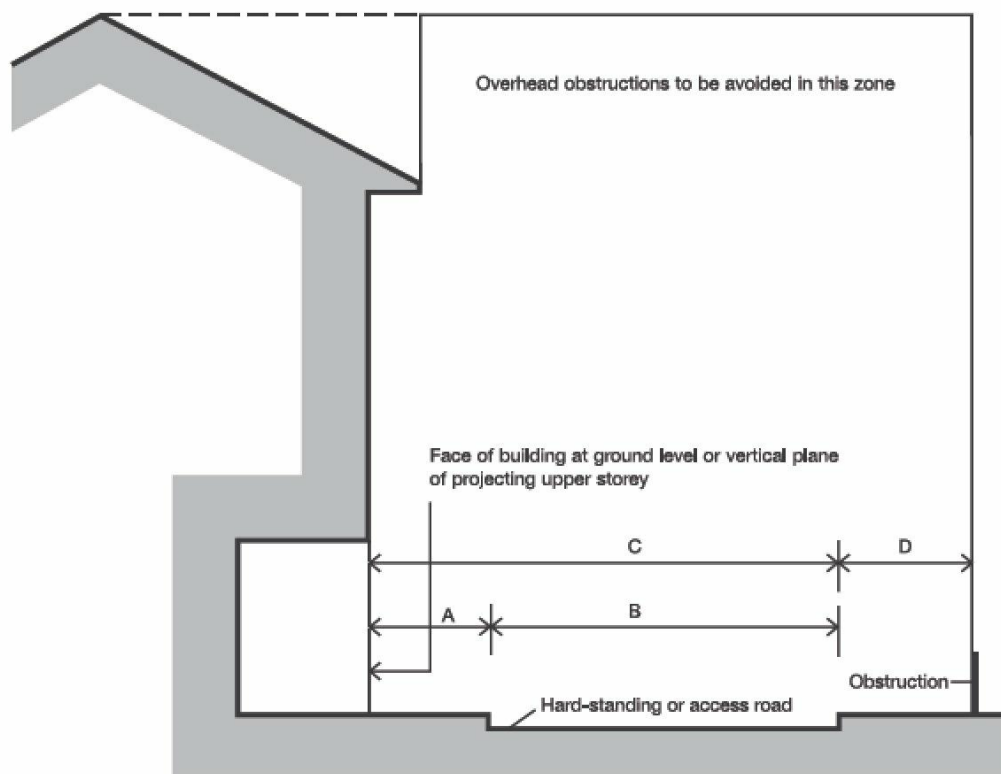 Overhead obstructions to be avoided in this zone
Face of building at ground level or vertical plane
of projecting upper storey
C
D
A
B
Obstruction
Hard-standing or access road